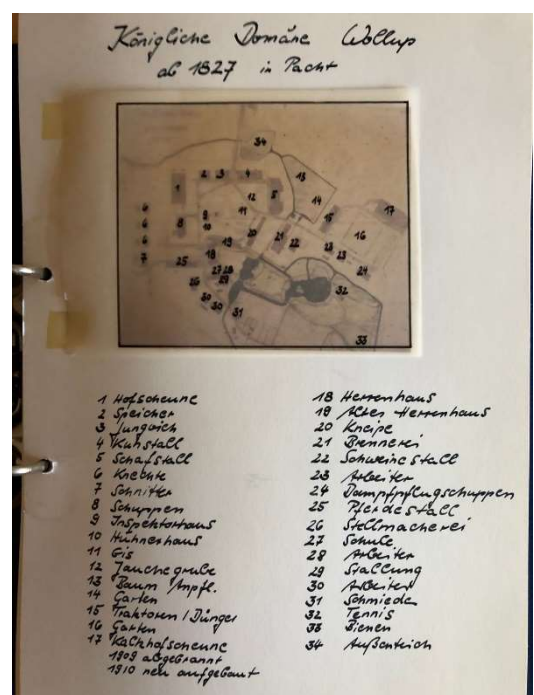 Königliche Domäne Wollup
ab 1827 in Pacht
1 Hofscheune
2 Speicher
3 Jungvieh
4 Kuhstall
5 Schafstall
6 Knechte
7 Schnitter
8 Schuppen
9 Inspektorhaus
10 Hühnerhaus
11 Eis
12 Jauchegrube
13 Baum Anpfl.
14 Garten
15 Traktoren / Dünger
16 Garten
17 Kalkhofscheune
1909 abgebrannt
1910 neu aufgebaut
18 Herrenhaus
19 Altes Herrenhaus
20 Kneipe
21 Brennerei
22 Schweinestall
23 Arbeiter
24 Dampfpflugschuppen
25 Pferdestall
26 Stellmacherei
27 Schule
28 Arbeiter
29 Stallung
30 Arbeiter
31 Schmiede
32 Tennis
33 Bienen
34 Außenteich